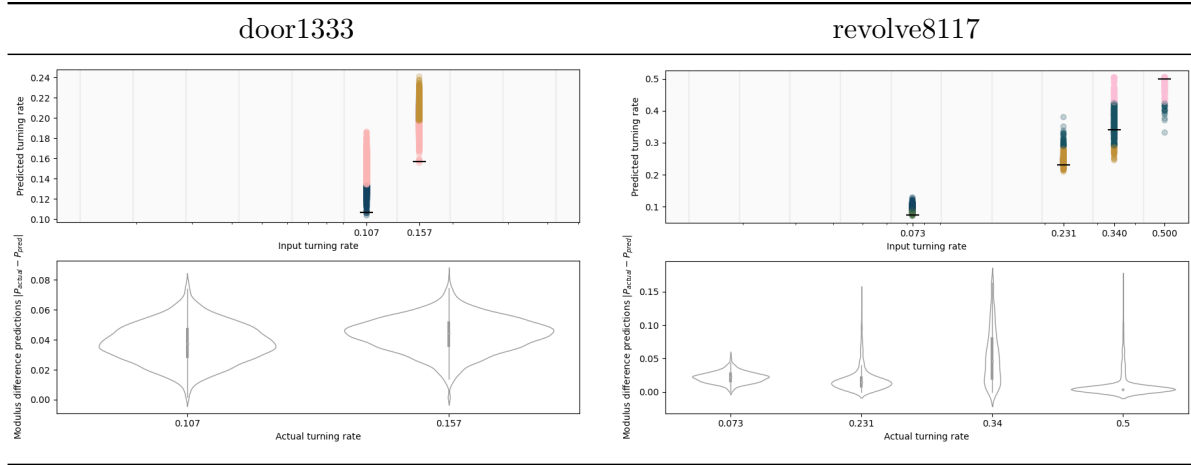 door1333
revolve8117
Predicted turning rate
0.24
0.22
0.20
0.18
0.16
0.14
0.12
0.10
0.107 0.157
Input turning rate
Predicted turning rate
0.5
0.4
0.3
0.2
0.1
0.073 0.231 0.340 0.500
Input turning rate
Modulus difference predictions |P_actual − P_pred|
0.08
0.06
0.04
0.02
0.00
0.107 0.157
Actual turning rate
Modulus difference predictions |P_actual − P_pred|
0.15
0.10
0.05
0.00
0.073 0.231 0.34 0.5
Actual turning rate